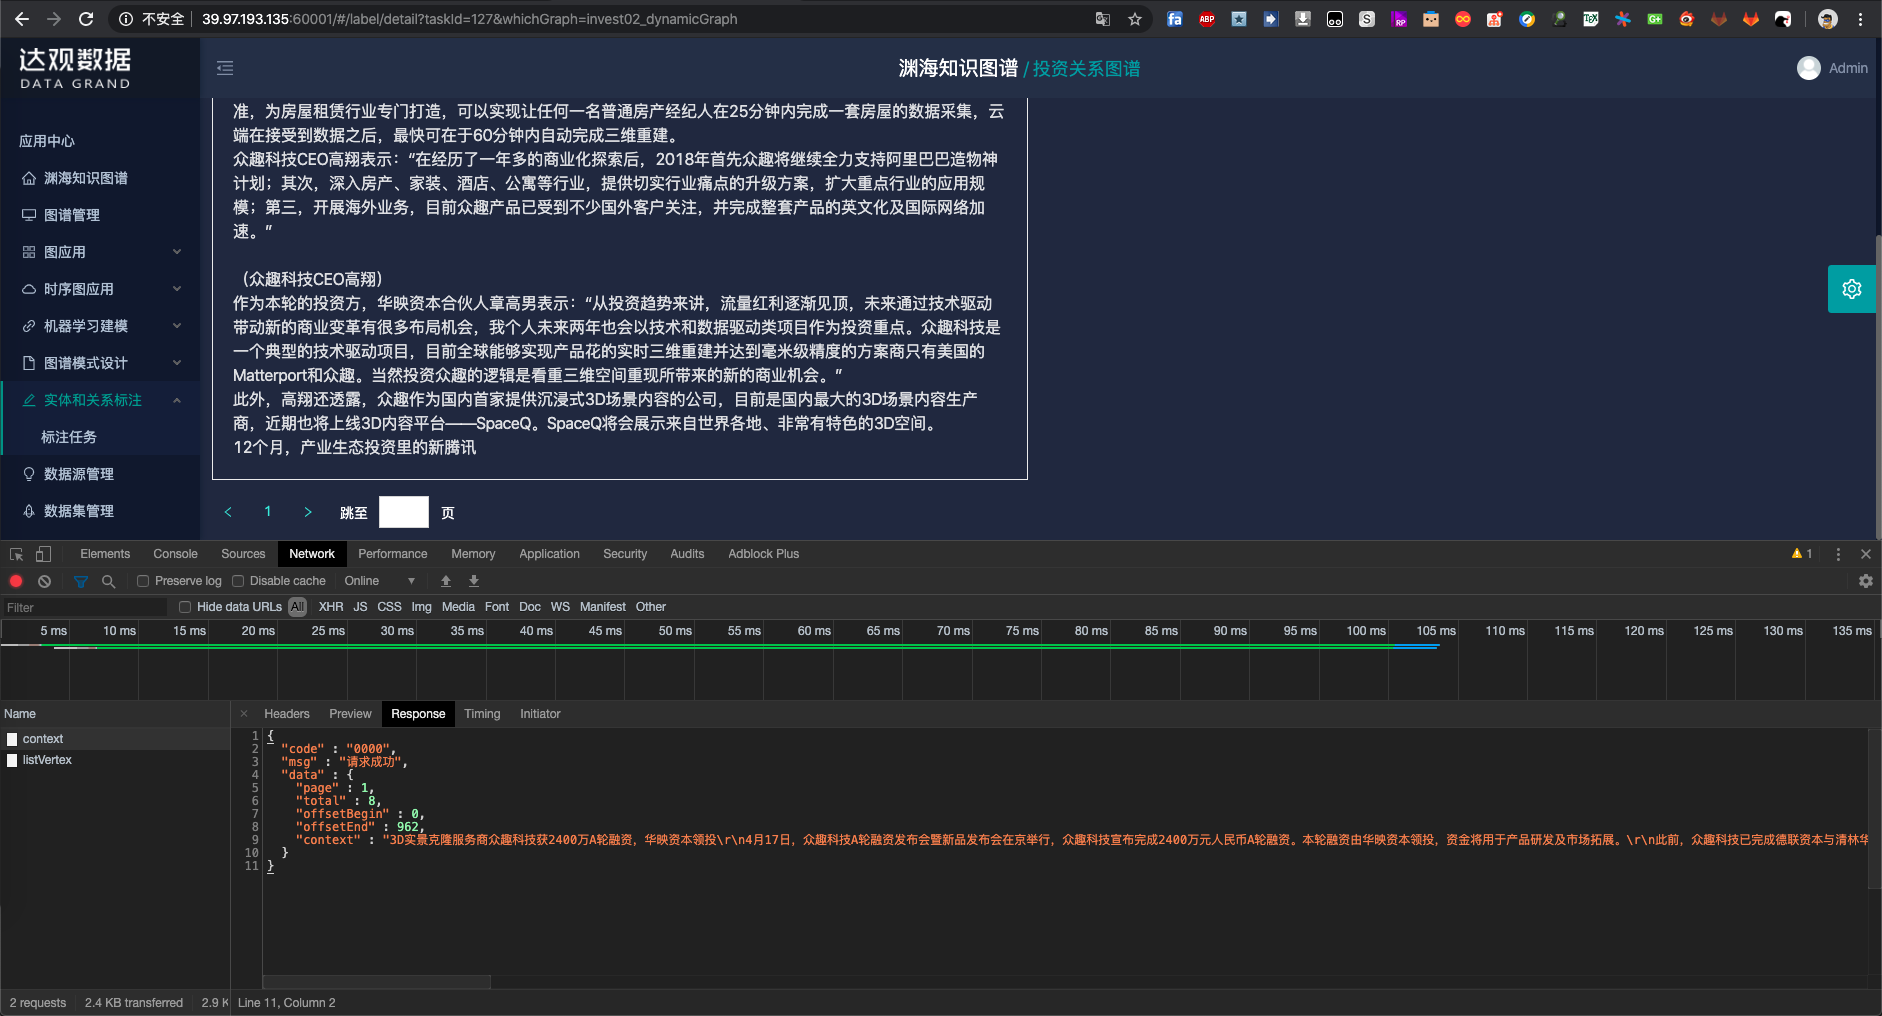 不安全
39.97.193.135:60001/#/label/detail?taskId=127&whichGraph=invest02_dynamicGraph
达观数据
DATA GRAND
渊海知识图谱 / 投资关系图谱
Admin
应用中心
渊海知识图谱
图谱管理
图应用
时序图应用
机器学习建模
图谱模式设计
实体和关系标注
标注任务
数据源管理
数据集管理
准，为房屋租赁行业专门打造，可以实现让任何一名普通房产经纪人在25分钟内完成一套房屋的数据采集，云
端在接受到数据之后，最快可在于60分钟内自动完成三维重建。
众趣科技CEO高翔表示：“在经历了一年多的商业化探索后，2018年首先众趣将继续全力支持阿里巴巴造物神
计划；其次，深入房产、家装、酒店、公寓等行业，提供切实行业痛点的升级方案，扩大重点行业的应用规
模；第三，开展海外业务，目前众趣产品已受到不少国外客户关注，并完成整套产品的英文化及国际网络加
速。”
（众趣科技CEO高翔）
作为本轮的投资方，华映资本合伙人章高男表示：“从投资趋势来讲，流量红利逐渐见顶，未来通过技术驱动
带动新的商业变革有很多布局机会，我个人未来两年也会以技术和数据驱动类项目作为投资重点。众趣科技是
一个典型的技术驱动项目，目前全球能够实现产品花的实时三维重建并达到毫米级精度的方案商只有美国的
Matterport和众趣。当然投资众趣的逻辑是看重三维空间重现所带来的新的商业机会。”
此外，高翔还透露，众趣作为国内首家提供沉浸式3D场景内容的公司，目前是国内最大的3D场景内容生产
商，近期也将上线3D内容平台——SpaceQ。SpaceQ将会展示来自世界各地、非常有特色的3D空间。
12个月，产业生态投资里的新腾讯
< 1 > 跳至 页
Elements Console Sources Network Performance Memory Application Security Audits Adblock Plus
1
Preserve log Disable cache Online
Filter Hide data URLs All XHR JS CSS Img Media Font Doc WS Manifest Other
5 ms 10 ms 15 ms 20 ms 25 ms 30 ms 35 ms 40 ms 45 ms 50 ms 55 ms 60 ms 65 ms 70 ms 75 ms 80 ms 85 ms 90 ms 95 ms 100 ms 105 ms 110 ms 115 ms 120 ms 125 ms 130 ms 135 ms
Name
context
listVertex
Headers Preview Response Timing Initiator
1 {
2 "code" : "0000",
3 "msg" : "请求成功",
4 "data" : {
5 "page" : 1,
6 "total" : 8,
7 "offsetBegin" : 0,
8 "offsetEnd" : 962,
9 "context" : "3D实景克隆服务商众趣科技获2400万A轮融资，华映资本领投\r\n4月17日，众趣科技A轮融资发布会暨新品发布会在京举行，众趣科技宣布完成2400万元人民币A轮融资。本轮融资由华映资本领投，资金将用于产品研发及市场拓展。\r\n此前，众趣科技已完成德联资本与清林华
10 }
11 }
2 requests 2.4 KB transferred 2.9 K
Line 11, Column 2